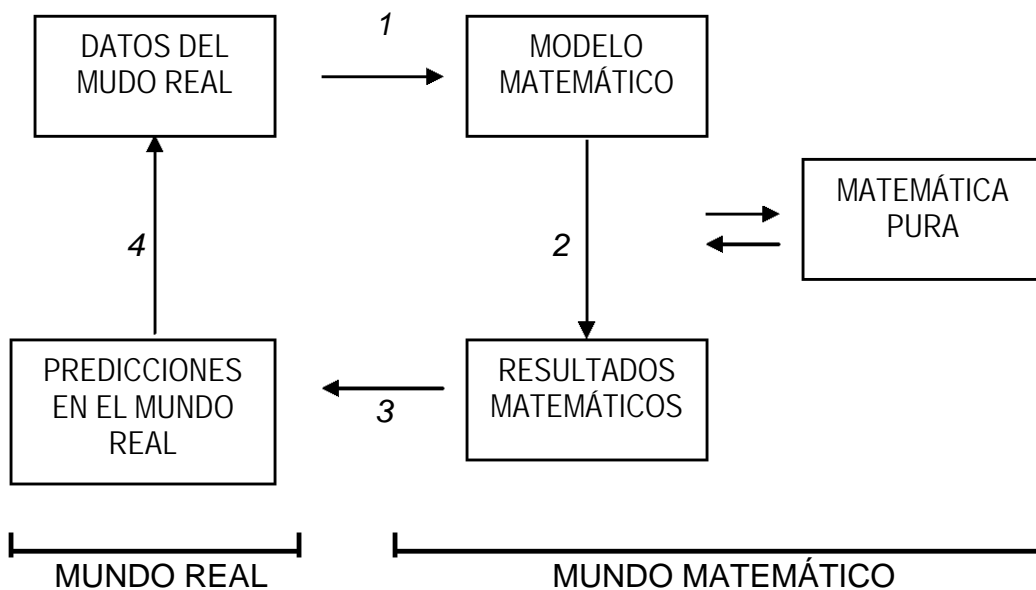 DATOS DEL
MUDO REAL
1
MODELO
MATEMÁTICO
MATEMÁTICA
PURA
4
2
PREDICCIONES
EN EL MUNDO
REAL
3
RESULTADOS
MATEMÁTICOS
MUNDO REAL
MUNDO MATEMÁTICO